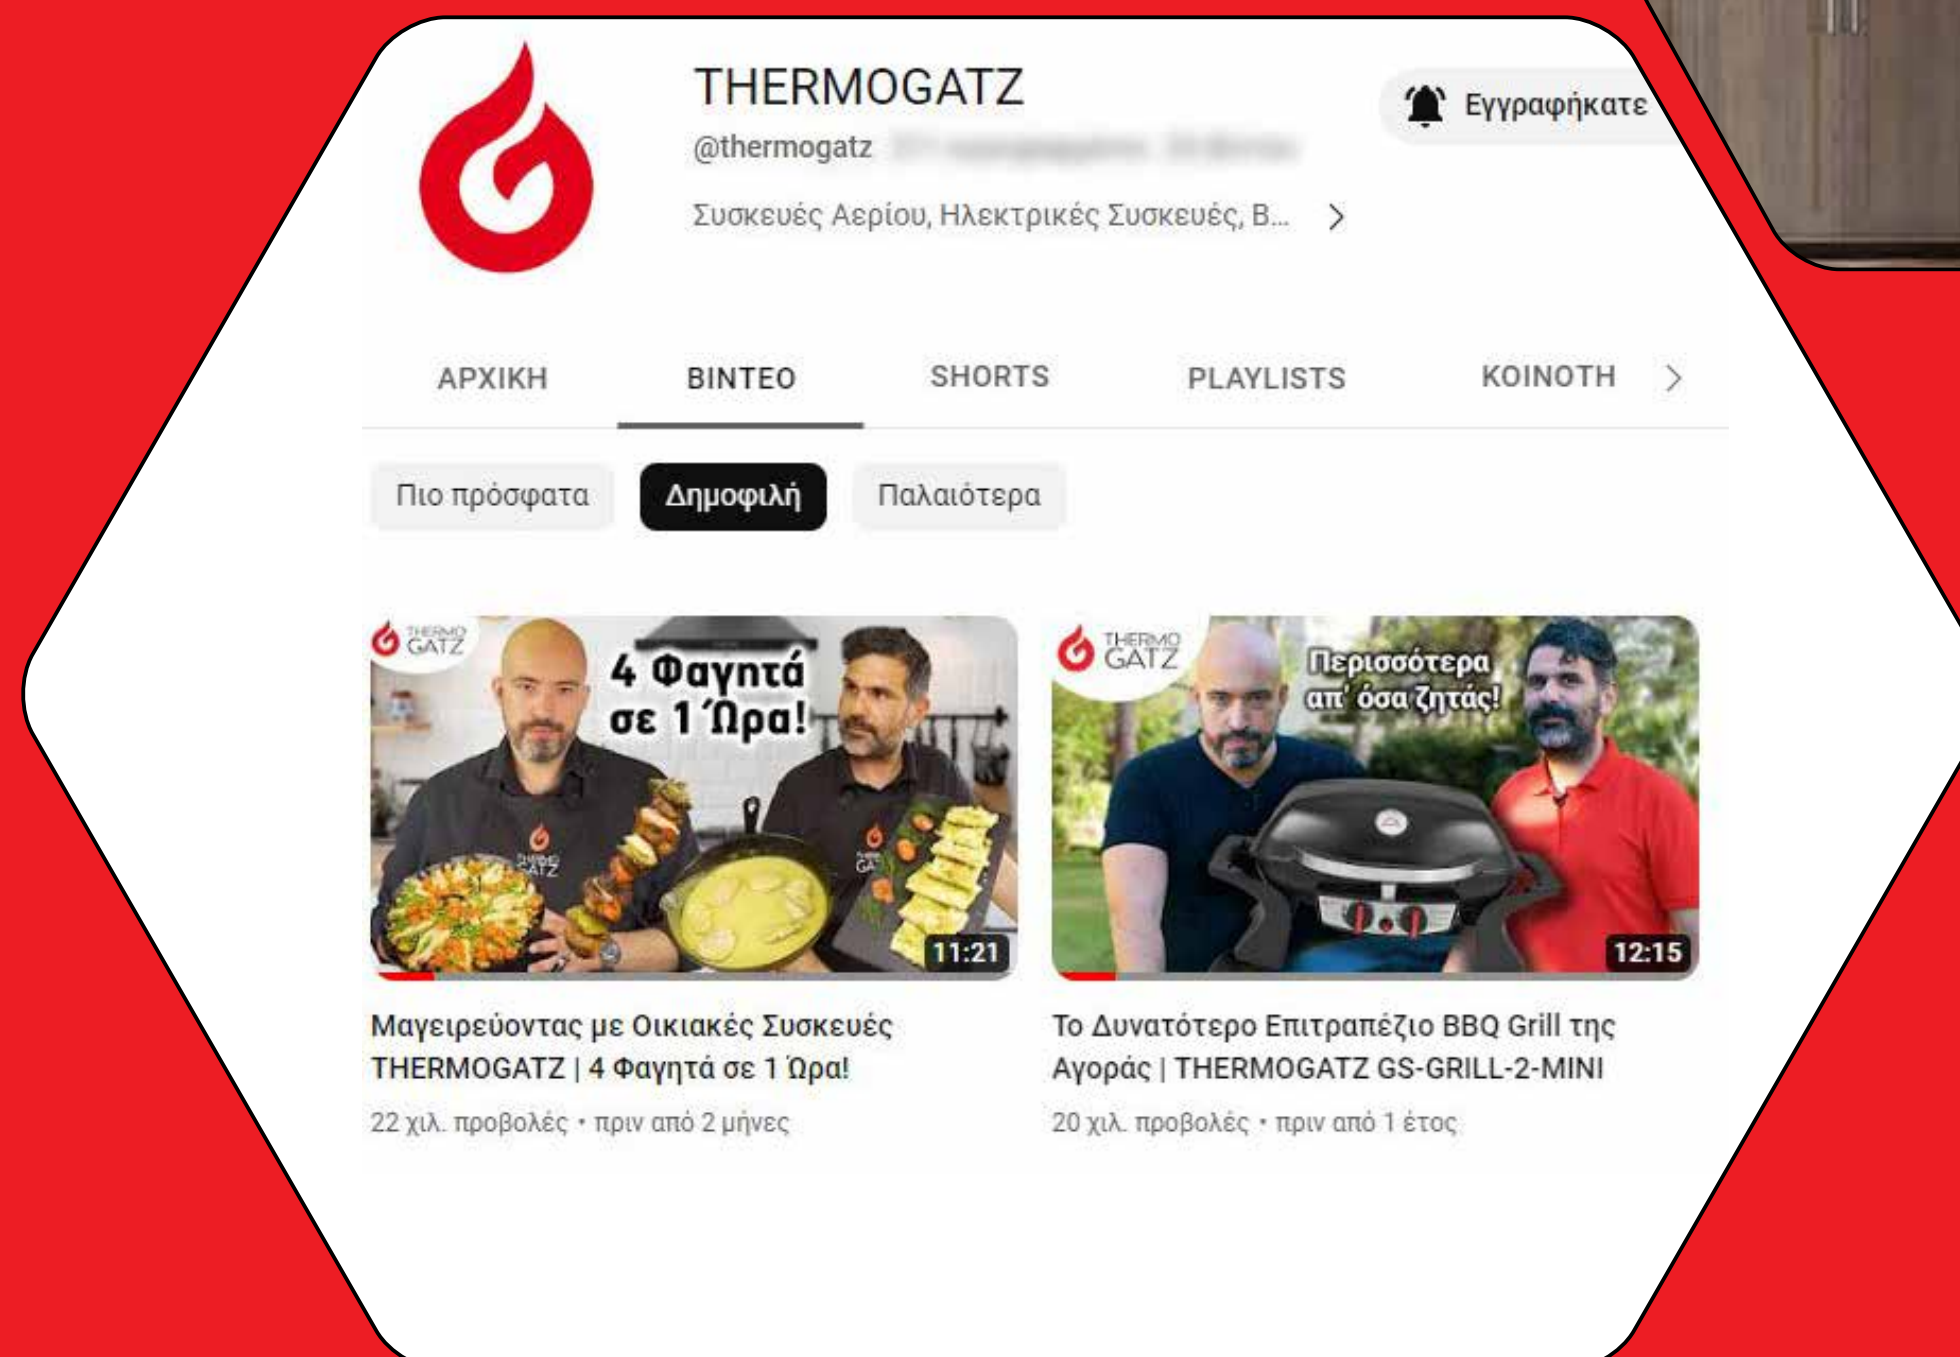 THERMOGATZ
Εγγραφήκατε
@thermogatz
Συσκευές Αερίου, Ηλεκτρικές Συσκευές, Β...
ΑΡΧΙΚΗ ΒΙΝΤΕΟ SHORTS PLAYLISTS ΚΟΙΝΟΤΗ
Πιο πρόσφατα Δημοφιλή Παλαιότερα
THERMO
GATZ
4 Φαγητά
σε 1 Ώρα!
GATZ
11:21
THERMO
GATZ
Περισσότερα
απ' όσα ζητάς!
12:15
Μαγειρεύοντας με Οικιακές Συσκευές
THERMOGATZ | 4 Φαγητά σε 1 Ώρα!
22 χιλ. προβολές • πριν από 2 μήνες
Το Δυνατότερο Επιτραπέζιο BBQ Grill της
Αγοράς | THERMOGATZ GS-GRILL-2-MINI
20 χιλ. προβολές • πριν από 1 έτος